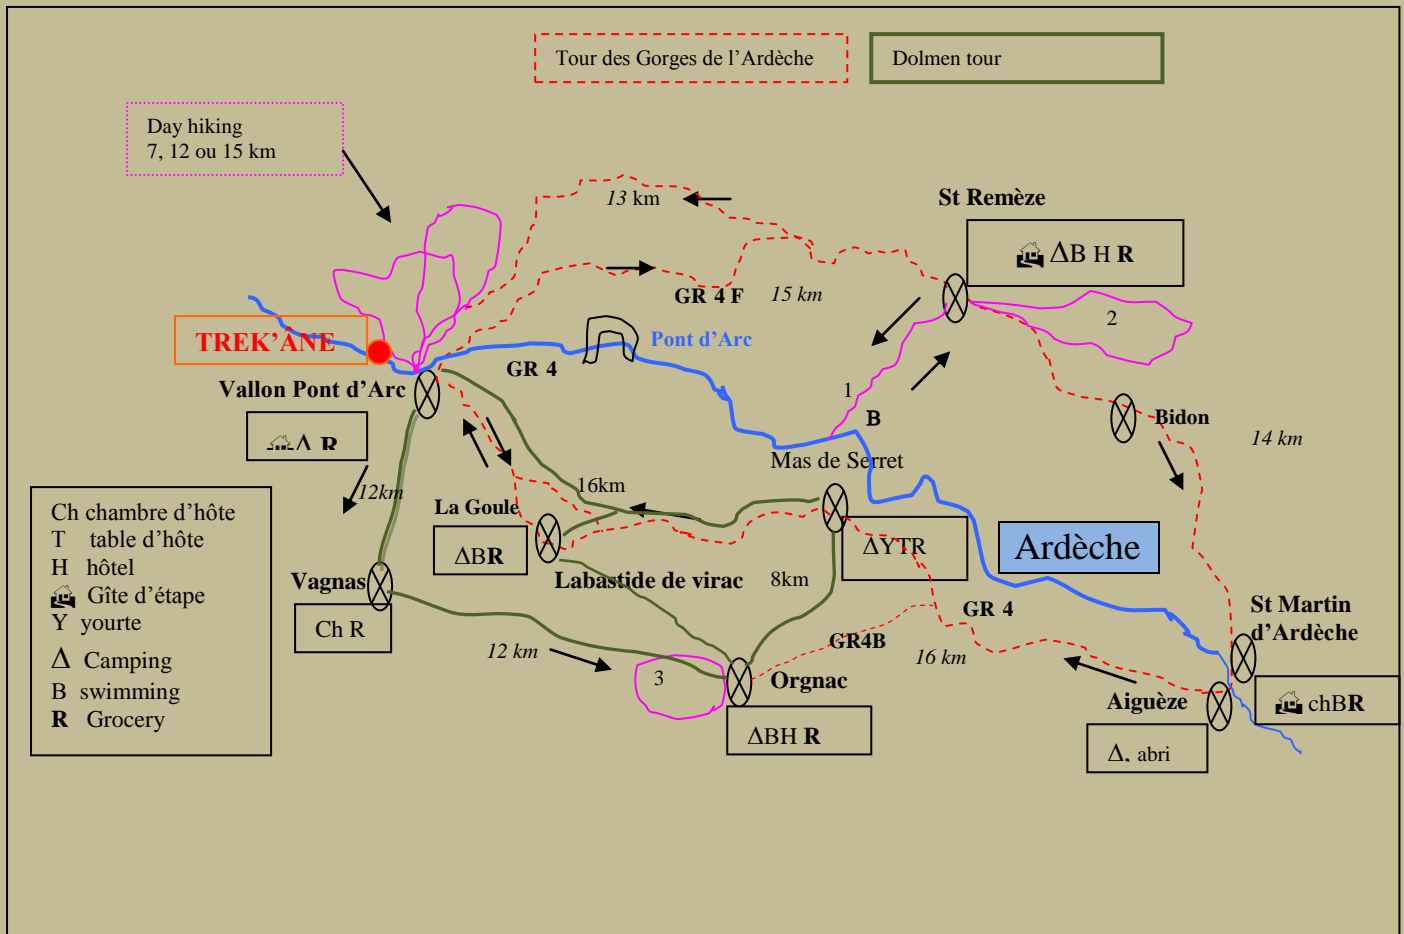 Tour des Gorges de l'Ardèche
Dolmen tour
Day hiking
7, 12 ou 15 km
13 km
St Remèze
ΔB H R
GR 4 F
15 km
2
TREK'ÂNE
Pont d'Arc
GR 4
Vallon Pont d'Arc
1
B
Bidon
14 km
Δ R
Mas de Serret
12km
16km
La Goule
Ch chambre d'hôte
T table d'hôte
H hôtel
Gîte d'étape
Y yourte
Δ Camping
B swimming
R Grocery
ΔBR
ΔYTR
Ardèche
Vagnas
Labastide de virac
8km
Ch R
GR 4
St Martin
d'Ardèche
12 km
GR4B
16 km
3
Orgnac
Aiguèze
chBR
ΔBH R
Δ, abri